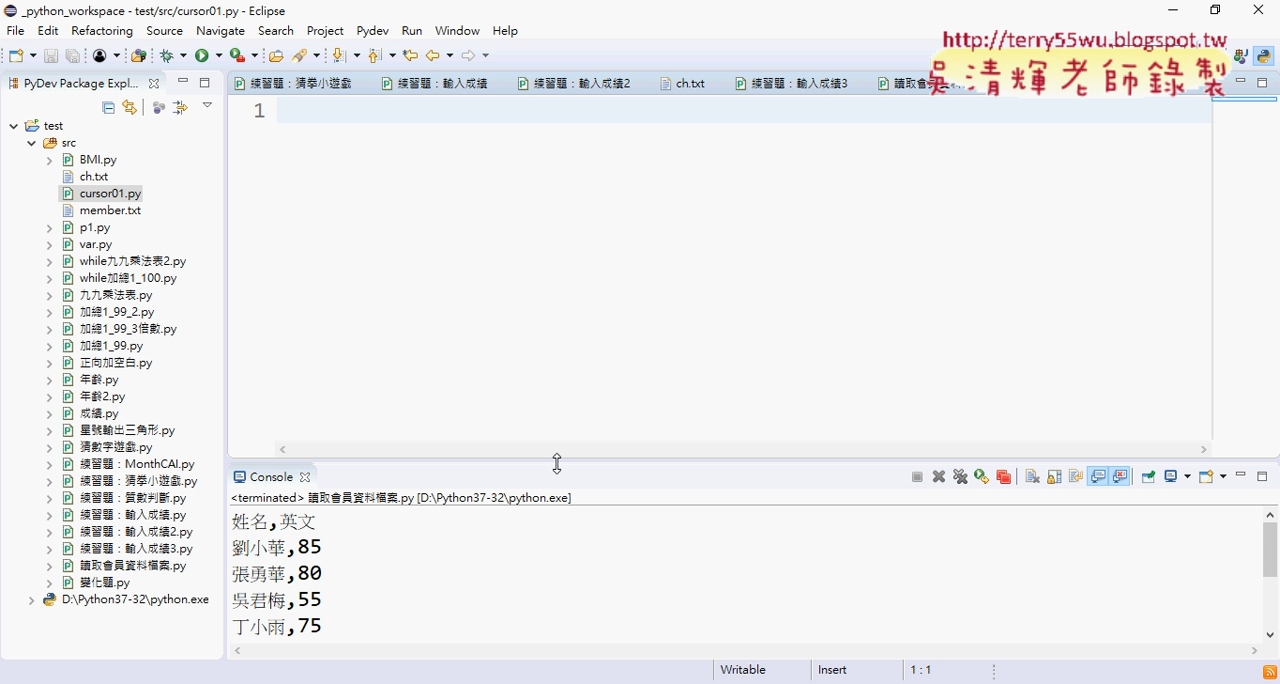 _python_workspace - test/src/cursor01.py - Eclipse
File Edit Refactoring Source Navigate Search Project Pydev Run Window Help
http://terry55wu.blogspot.tw
吳清輝老師錄製
PyDev Package Expl...
練習題：猜拳小遊戲 練習題：輸入成績 練習題：輸入成績2 ch.txt 練習題：輸入成績3
1
test
src
BMI.py
ch.txt
cursor01.py
member.txt
p1.py
var.py
while九九乘法表2.py
while加總1_100.py
九九乘法表.py
加總1_99_2.py
加總1_99_3倍數.py
加總1_99.py
正向加空白.py
年齡.py
年齡2.py
成績.py
星號輸出三角形.py
猜數字遊戲.py
練習題：MonthCAI.py
練習題：猜拳小遊戲.py
練習題：質數判斷.py
練習題：輸入成績.py
練習題：輸入成績2.py
練習題：輸入成績3.py
讀取會員資料檔案.py
變化題.py
D:\Python37-32\python.exe
Console
<terminated> 讀取會員資料檔案.py [D:\Python37-32\python.exe]
姓名,英文
劉小華,85
張勇華,80
吳君梅,55
丁小雨,75
Writable Insert 1 : 1